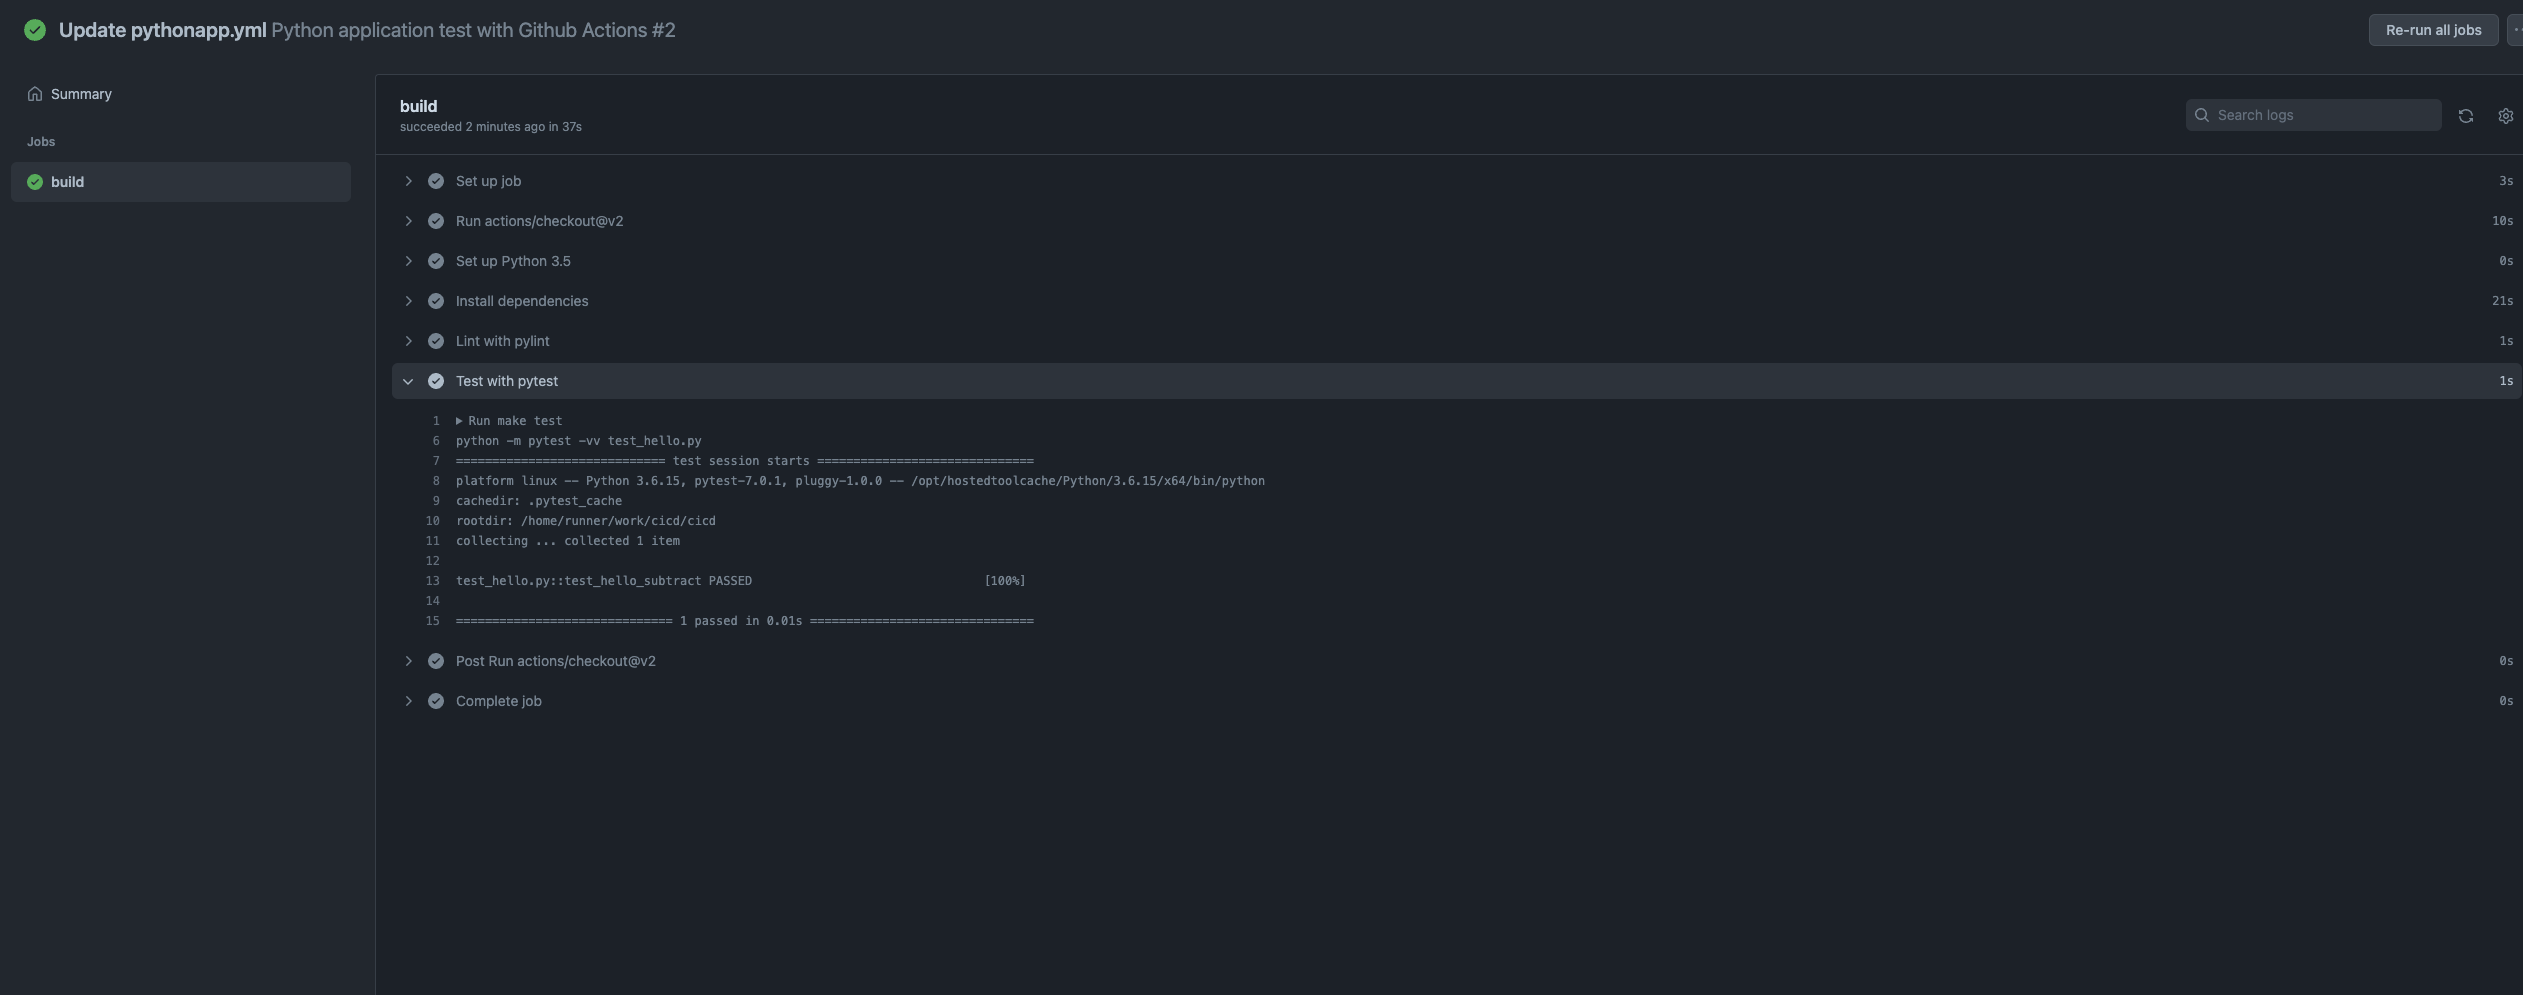 Update pythonapp.yml Python application test with Github Actions #2
Re-run all jobs
Summary
Jobs
build
build
succeeded 2 minutes ago in 37s
Search logs
Set up job 3s
Run actions/checkout@v2 10s
Set up Python 3.5 0s
Install dependencies 21s
Lint with pylint 1s
Test with pytest 1s
1 Run make test
6 python -m pytest -vv test_hello.py
7 ============================= test session starts ==============================
8 platform linux -- Python 3.6.15, pytest-7.0.1, pluggy-1.0.0 -- /opt/hostedtoolcache/Python/3.6.15/x64/bin/python
9 cachedir: .pytest_cache
10 rootdir: /home/runner/work/cicd/cicd
11 collecting ... collected 1 item
12
13 test_hello.py::test_hello_subtract PASSED [100%]
14
15 ============================== 1 passed in 0.01s ===============================
Post Run actions/checkout@v2 0s
Complete job 0s